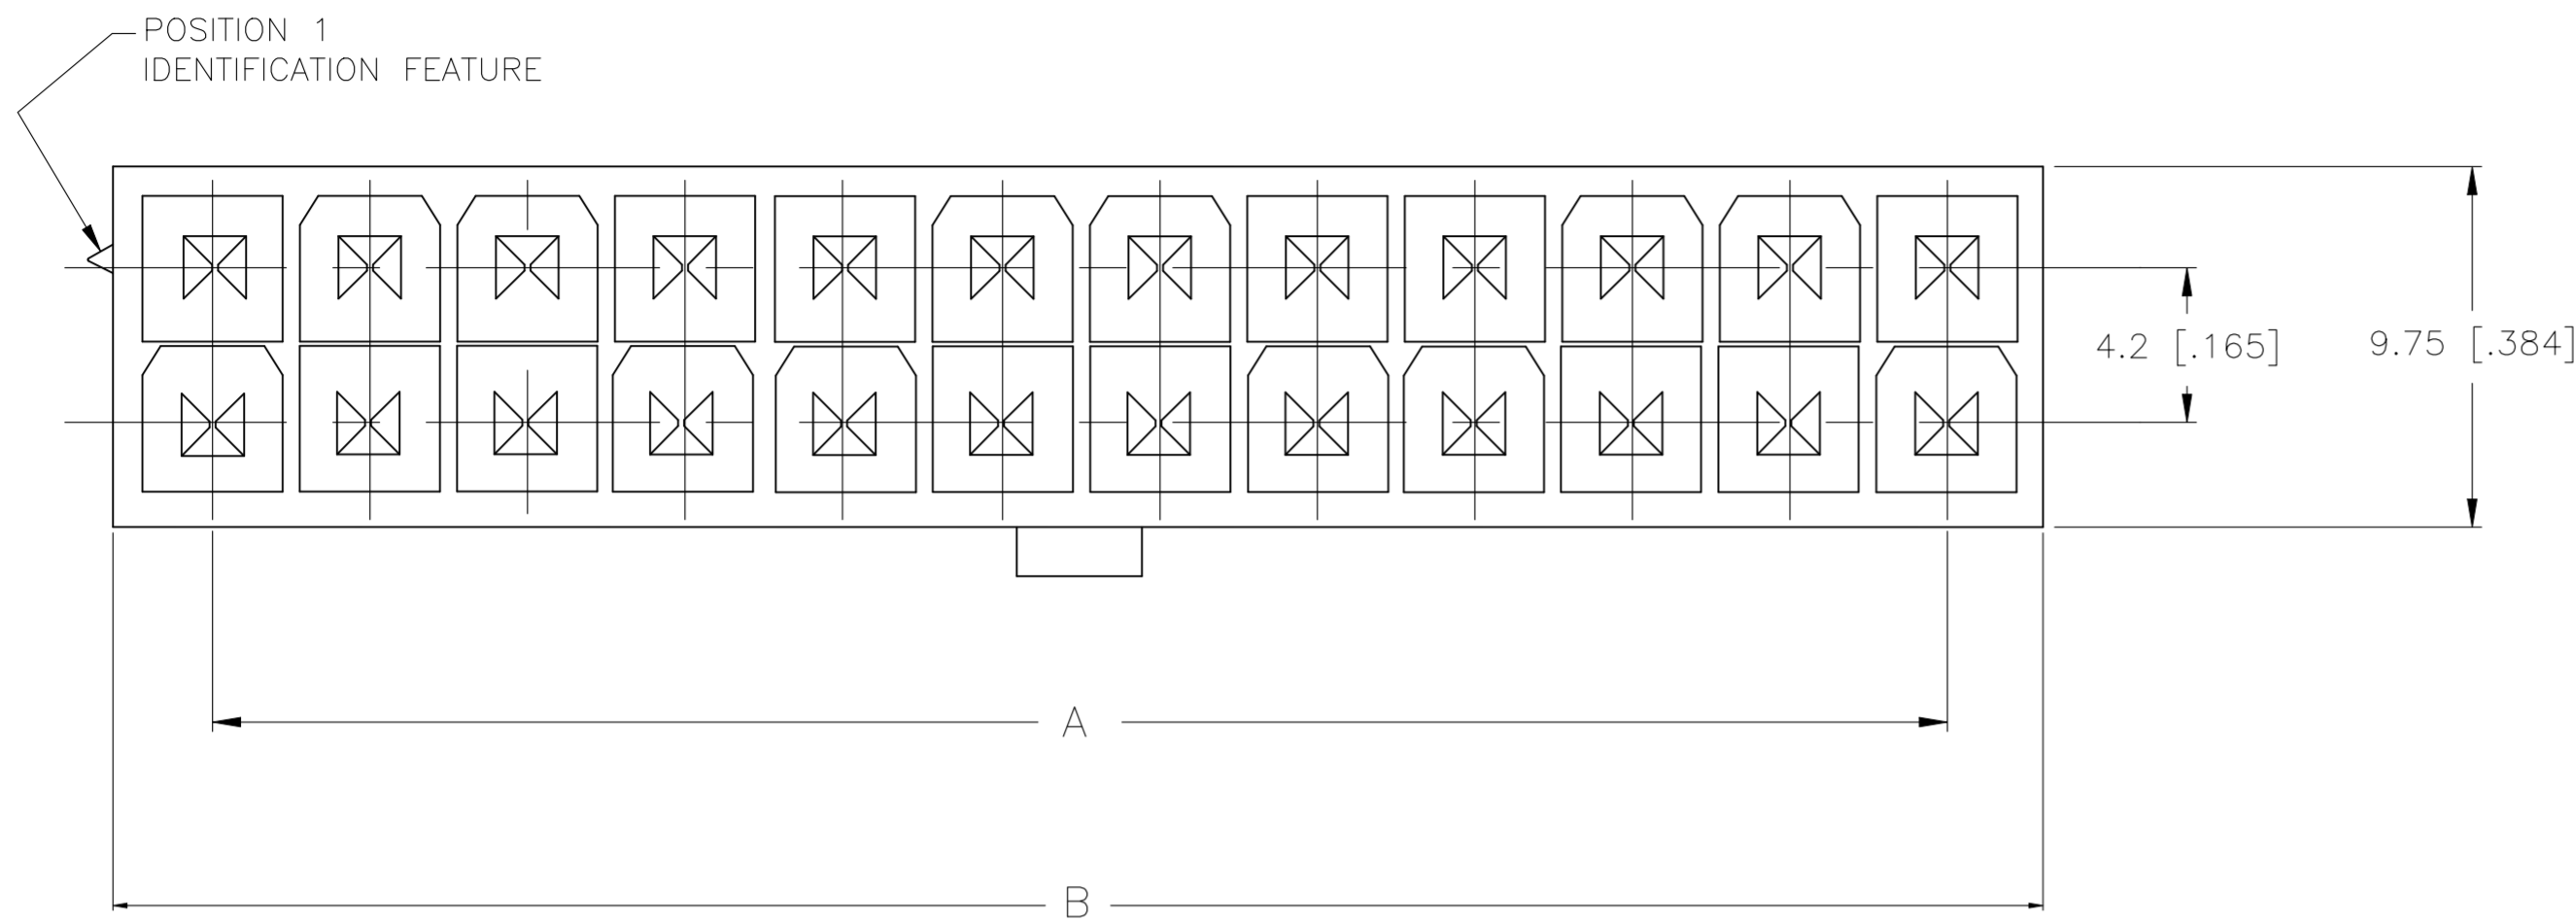 POSITION 1
IDENTIFICATION FEATURE
4.2 [.165]
9.75 [.384]
A
B